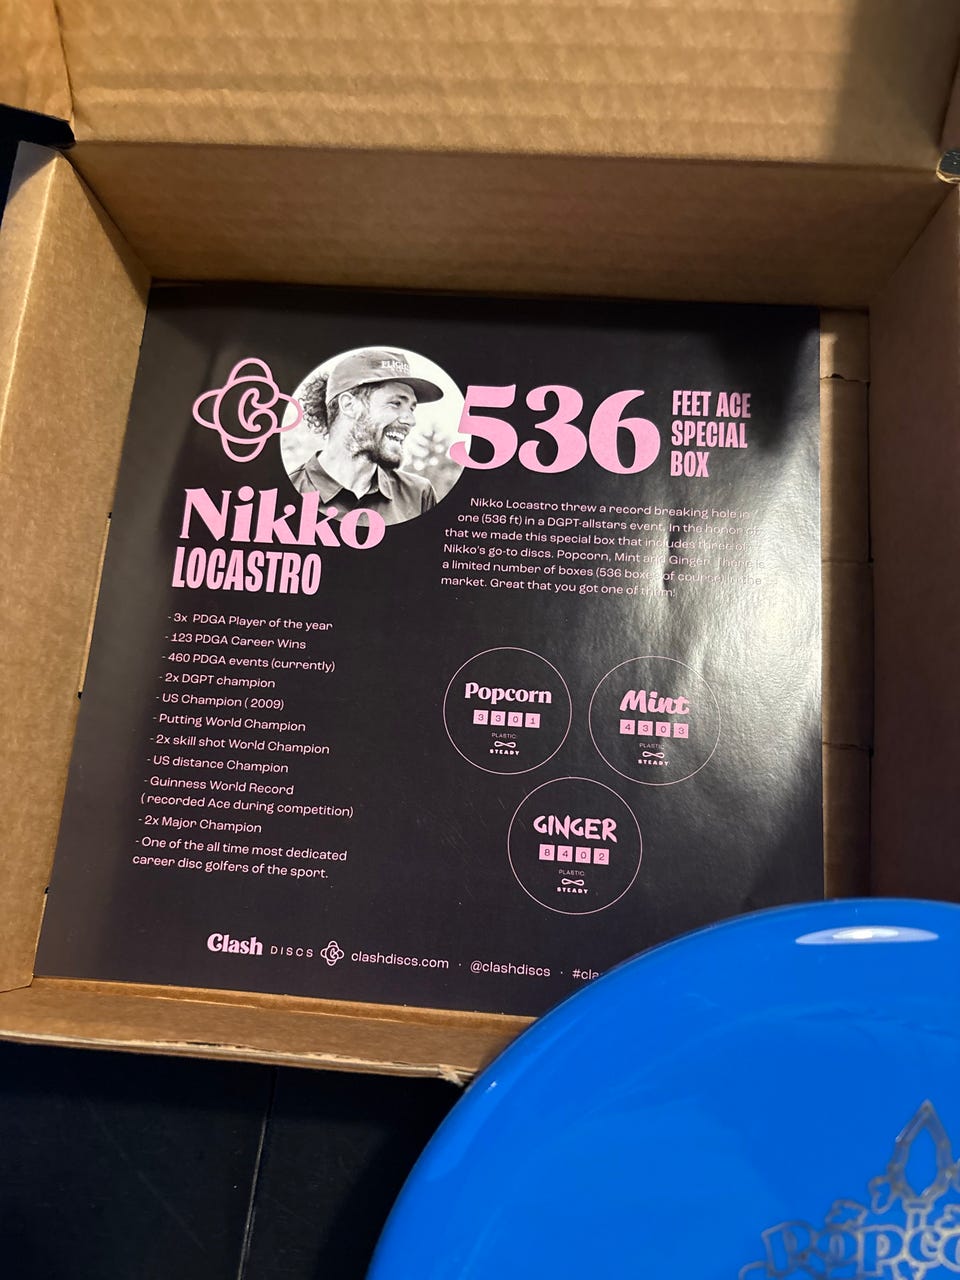 Nikko
LOCASTRO
- 3x PDGA Player of the year
- 123 PDGA Career Wins
- 460 PDGA events (currently)
- 2x DGPT champion
- US Champion ( 2009)
- Putting World Champion
- 2x skill shot World Champion
- US distance Champion
- Guinness World Record
( recorded Ace during competition)
- 2x Major Champion
- One of the all time most dedicated
career disc golfers of the sport.
536
FEET ACE
SPECIAL
BOX
Nikko Locastro threw a record breaking hole in
one (536 ft) in a DGPT-allstars event. In the honor of
that we made this special box that includes three of
Nikko's go-to discs. Popcorn, Mint and Ginger. There is
a limited number of boxes (536 boxes of course) in the
market. Great that you got one of them!
Popcorn
3 3 0 1
PLASTIC:
STEADY
Mint
4 3 0 3
PLASTIC:
STEADY
GINGER
8 4 0 2
PLASTIC:
STEADY
Clash DISCS clashdiscs.com · @clashdiscs · #cla
POPCO